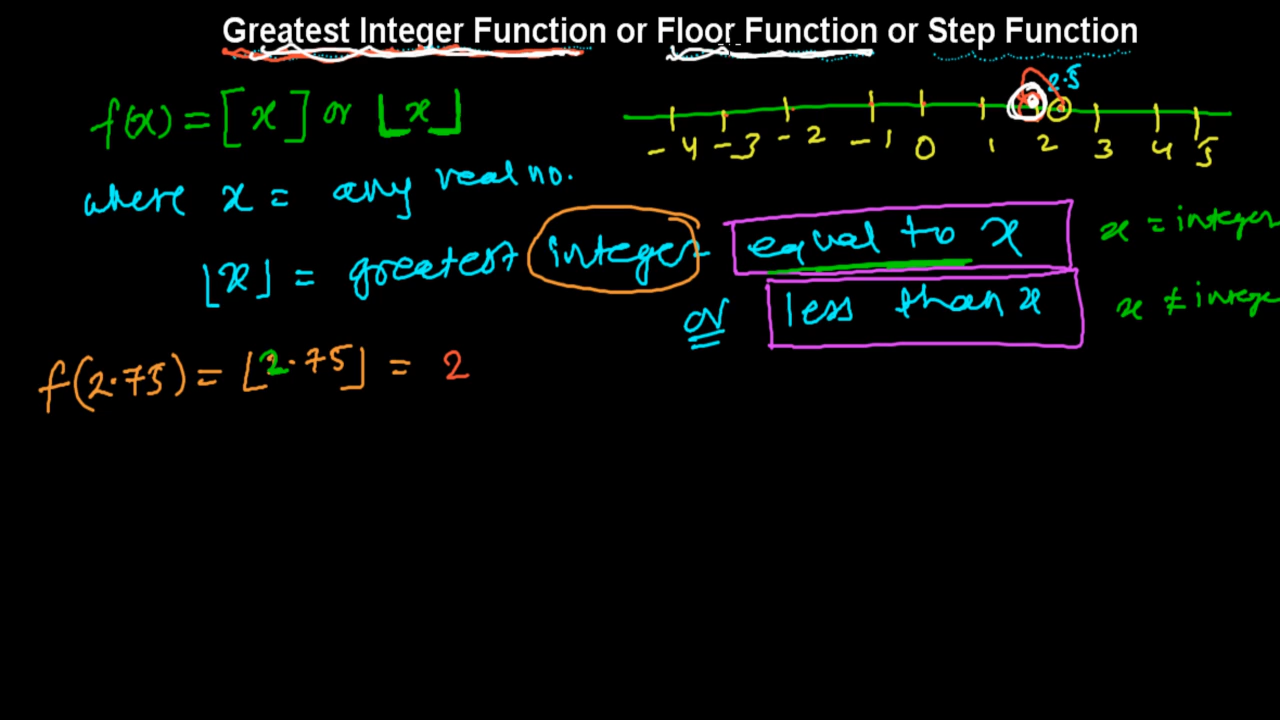 Greatest Integer Function or Floor Function or Step Function
f(x) = [x] or ⌊x⌋
2.5
-4 -3 -2 -1 0 1 2 3 4 5
where x = any real no.
⌊x⌋ = greatest integer equal to x x = integer
or less than x x ≠ intege
f(2.75) = ⌊2.75⌋ = 2